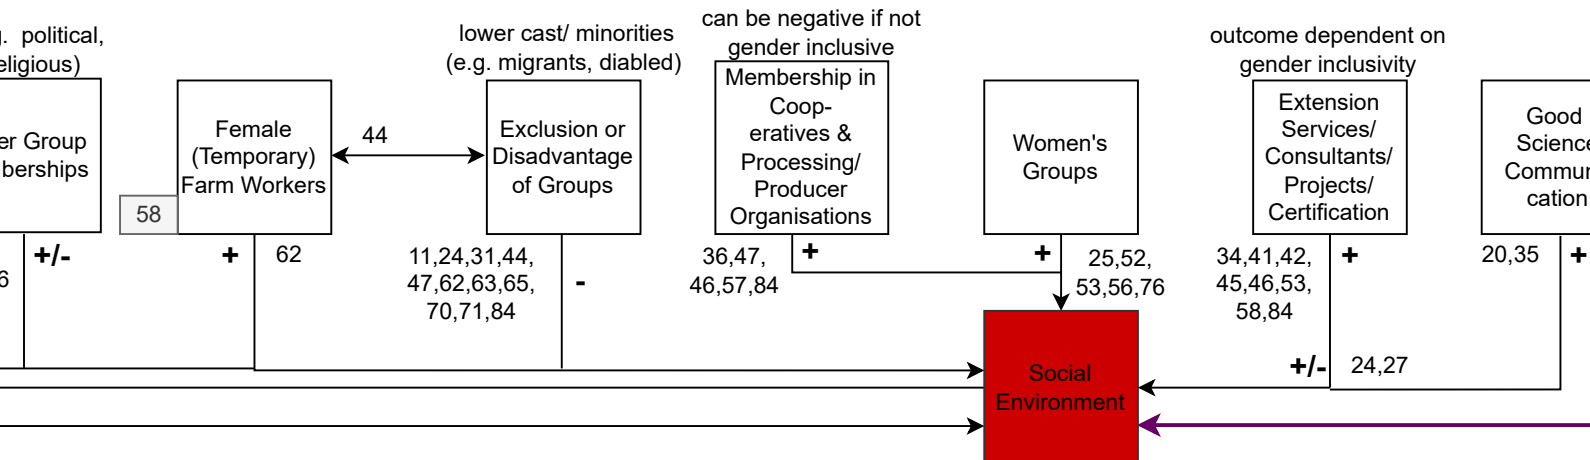 g. political,
eligious)
er Group
berships
+/-
6
Female
(Temporary)
Farm Workers
58
+
62
44
lower cast/ minorities
(e.g. migrants, diabled)
Exclusion or
Disadvantage
of Groups
11,24,31,44,
47,62,63,65,
70,71,84
-
can be negative if not
gender inclusive
Membership in
Coop-
eratives &
Processing/
Producer
Organisations
36,47,
46,57,84
+
Women's
Groups
+
25,52,
53,56,76
outcome dependent on
gender inclusivity
Extension
Services/
Consultants/
Projects/
Certification
34,41,42,
45,46,53,
58,84
+
+/-
24,27
Good
Science
Commun
cation
20,35
+
Social
Environment